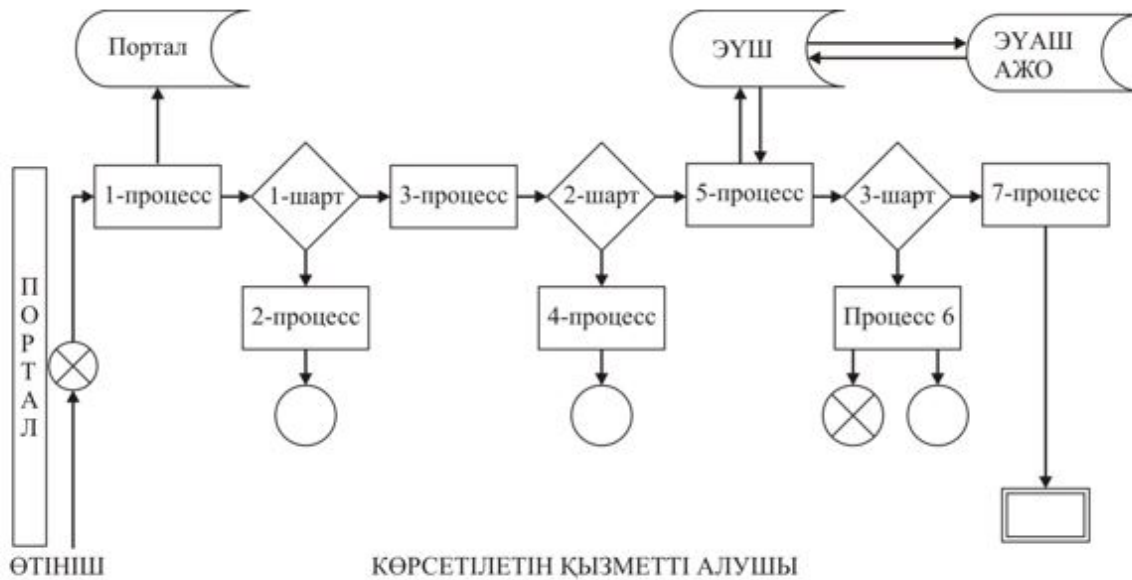 Портал
ЭҮШ
ЭҮАШ
АЖО
1-процесс
1-шарт
3-процесс
2-шарт
5-процесс
3-шарт
7-процесс
ПОРТАЛ
2-процесс
4-процесс
Процесс 6
ӨТІНІШ
КӨРСЕТІЛЕТІН ҚЫЗМЕТТІ АЛУШЫ